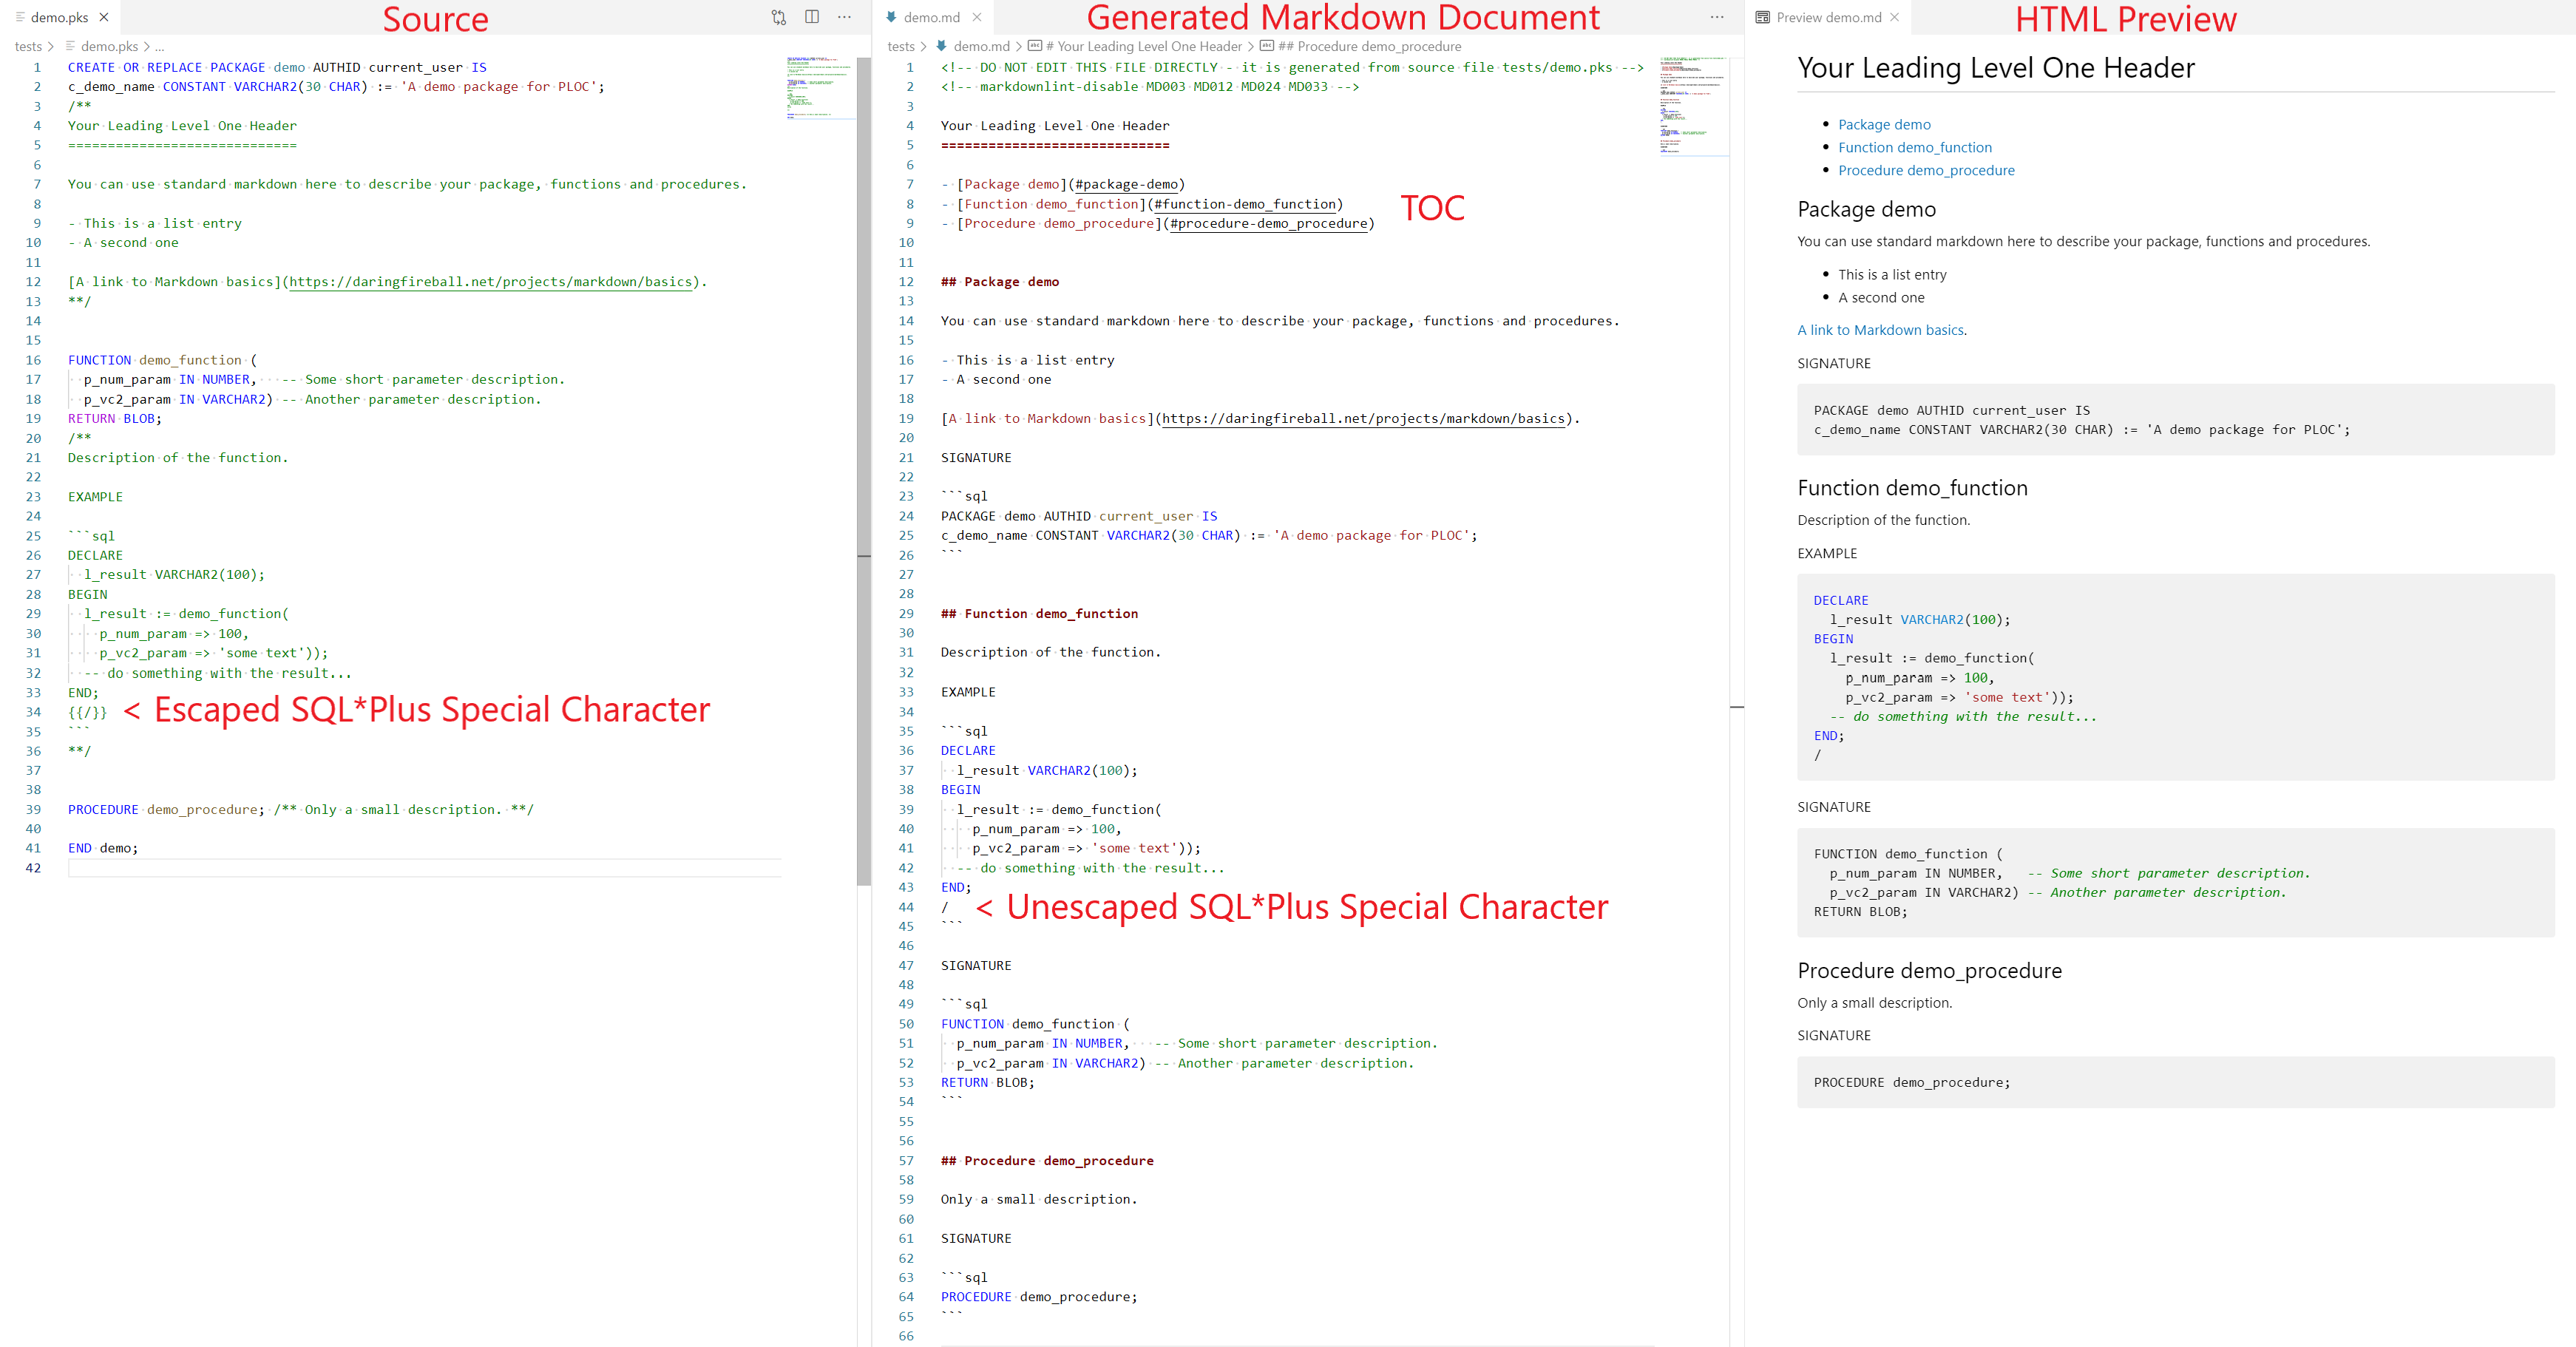 demo.pks
Source
tests > demo.pks > ...
1 CREATE OR REPLACE PACKAGE demo AUTHID current_user IS
2 c_demo_name CONSTANT VARCHAR2(30 CHAR) := 'A demo package for PLOC';
3 /**
4 Your Leading Level One Header
5 =============================
6
7 You can use standard markdown here to describe your package, functions and procedures.
8
9 - This is a list entry
10 - A second one
11
12 [A link to Markdown basics](https://daringfireball.net/projects/markdown/basics).
13 **/
14
15
16 FUNCTION demo_function (
17   p_num_param IN NUMBER,   -- Some short parameter description.
18   p_vc2_param IN VARCHAR2) -- Another parameter description.
19 RETURN BLOB;
20 /**
21 Description of the function.
22
23 EXAMPLE
24
25 ```sql
26 DECLARE
27   l_result VARCHAR2(100);
28 BEGIN
29   l_result := demo_function(
30     p_num_param => 100,
31     p_vc2_param => 'some text'));
32   -- do something with the result...
33 END;
34 {{/}} < Escaped SQL*Plus Special Character
35 ```
36 **/
37
38
39 PROCEDURE demo_procedure; /** Only a small description. **/
40
41 END demo;
42
demo.md
Generated Markdown Document
tests > demo.md > # Your Leading Level One Header > ## Procedure demo_procedure
1 <!-- DO NOT EDIT THIS FILE DIRECTLY - it is generated from source file tests/demo.pks -->
2 <!-- markdownlint-disable MD003 MD012 MD024 MD033 -->
3
4 Your Leading Level One Header
5 =============================
6
7 - [Package demo](#package-demo)
8 - [Function demo_function](#function-demo_function) TOC
9 - [Procedure demo_procedure](#procedure-demo_procedure)
10
11
12 ## Package demo
13
14 You can use standard markdown here to describe your package, functions and procedures.
15
16 - This is a list entry
17 - A second one
18
19 [A link to Markdown basics](https://daringfireball.net/projects/markdown/basics).
20
21 SIGNATURE
22
23 ```sql
24 PACKAGE demo AUTHID current_user IS
25 c_demo_name CONSTANT VARCHAR2(30 CHAR) := 'A demo package for PLOC';
26 ```
27
28
29 ## Function demo_function
30
31 Description of the function.
32
33 EXAMPLE
34
35 ```sql
36 DECLARE
37   l_result VARCHAR2(100);
38 BEGIN
39   l_result := demo_function(
40     p_num_param => 100,
41     p_vc2_param => 'some text'));
42   -- do something with the result...
43 END;
44 / < Unescaped SQL*Plus Special Character
45 ```
46
47 SIGNATURE
48
49 ```sql
50 FUNCTION demo_function (
51   p_num_param IN NUMBER,   -- Some short parameter description.
52   p_vc2_param IN VARCHAR2) -- Another parameter description.
53 RETURN BLOB;
54 ```
55
56
57 ## Procedure demo_procedure
58
59 Only a small description.
60
61 SIGNATURE
62
63 ```sql
64 PROCEDURE demo_procedure;
65 ```
66
Preview demo.md
HTML Preview
Your Leading Level One Header
• Package demo
• Function demo_function
• Procedure demo_procedure
Package demo
You can use standard markdown here to describe your package, functions and procedures.
• This is a list entry
• A second one
A link to Markdown basics.
SIGNATURE
PACKAGE demo AUTHID current_user IS
c_demo_name CONSTANT VARCHAR2(30 CHAR) := 'A demo package for PLOC';
Function demo_function
Description of the function.
EXAMPLE
DECLARE
  l_result VARCHAR2(100);
BEGIN
  l_result := demo_function(
    p_num_param => 100,
    p_vc2_param => 'some text'));
  -- do something with the result...
END;
/
SIGNATURE
FUNCTION demo_function (
  p_num_param IN NUMBER,   -- Some short parameter description.
  p_vc2_param IN VARCHAR2) -- Another parameter description.
RETURN BLOB;
Procedure demo_procedure
Only a small description.
SIGNATURE
PROCEDURE demo_procedure;